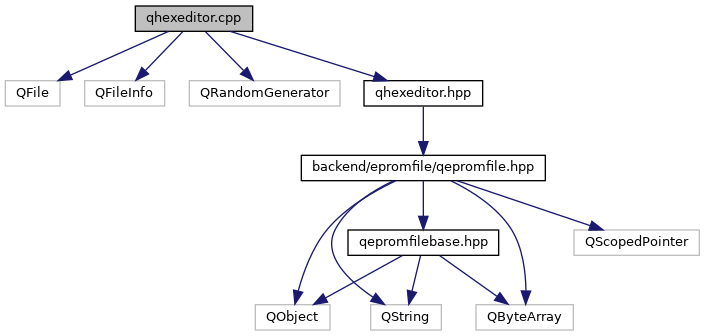 qhexeditor.cpp
QFile
QFileInfo
QRandomGenerator
qhexeditor.hpp
backend/epromfile/qepromfile.hpp
qepromfilebase.hpp
QScopedPointer
QObject
QString
QByteArray